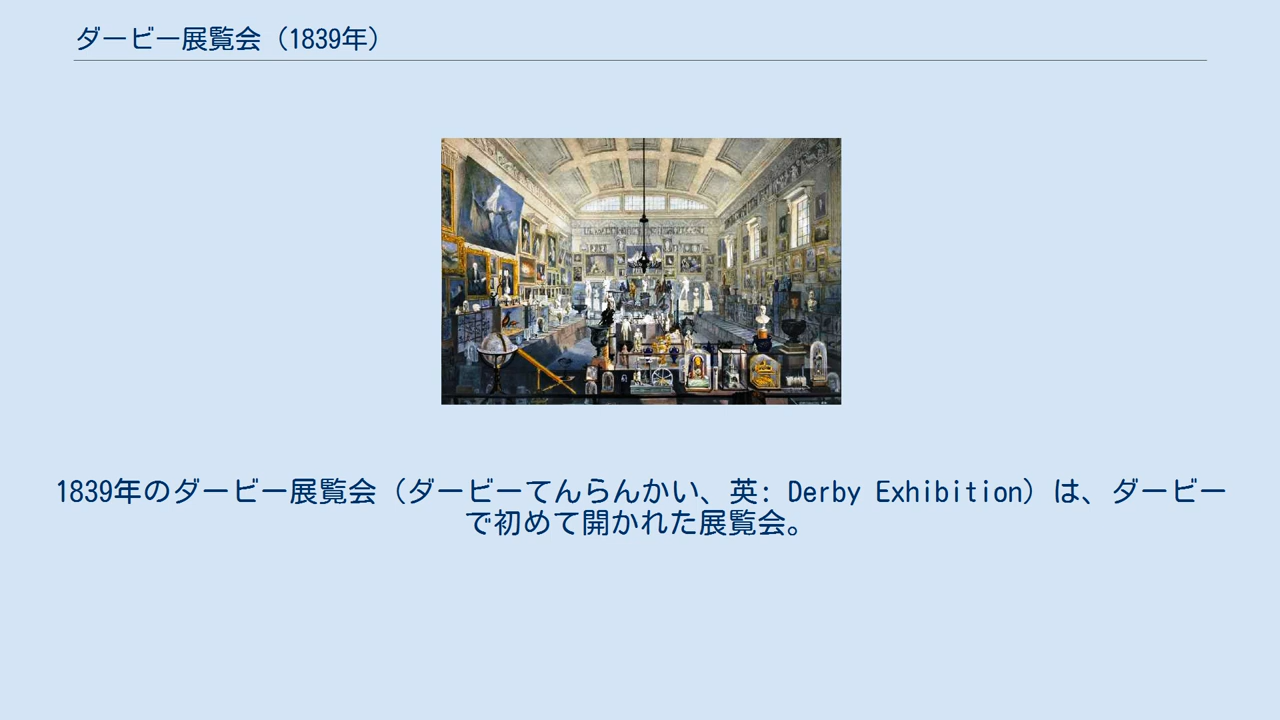 ダービー展覧会（1839年）
1839年のダービー展覧会（ダービーてんらんかい、英: Derby Exhibition）は、ダービー
で初めて開かれた展覧会。